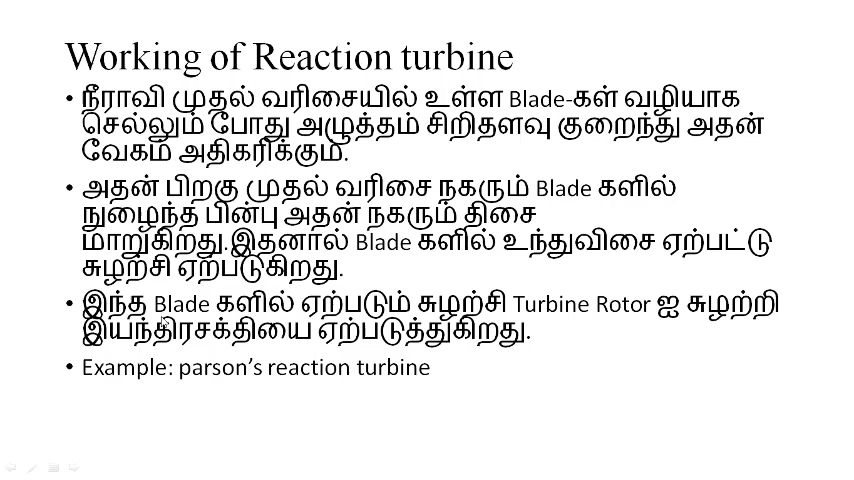 Working of Reaction turbine
• நீராவி முதல் வரிசையில் உள்ள Blade-கள் வழியாக
செல்லும் போது அழுத்தம் சிறிதளவு குறைந்து அதன்
வேகம் அதிகரிக்கும்.
• அதன் பிறகு முதல் வரிசை நகரும் Blade களில்
நுழைந்த பின்பு அதன் நகரும் திசை
மாறுகிறது.இதனால் Blade களில் உந்துவிசை ஏற்பட்டு
சுழற்சி ஏற்படுகிறது.
• இந்த Blade களில் ஏற்படும் சுழற்சி Turbine Rotor ஐ சுழற்றி
இயந்திரசக்தியை ஏற்படுத்துகிறது.
• Example: parson’s reaction turbine